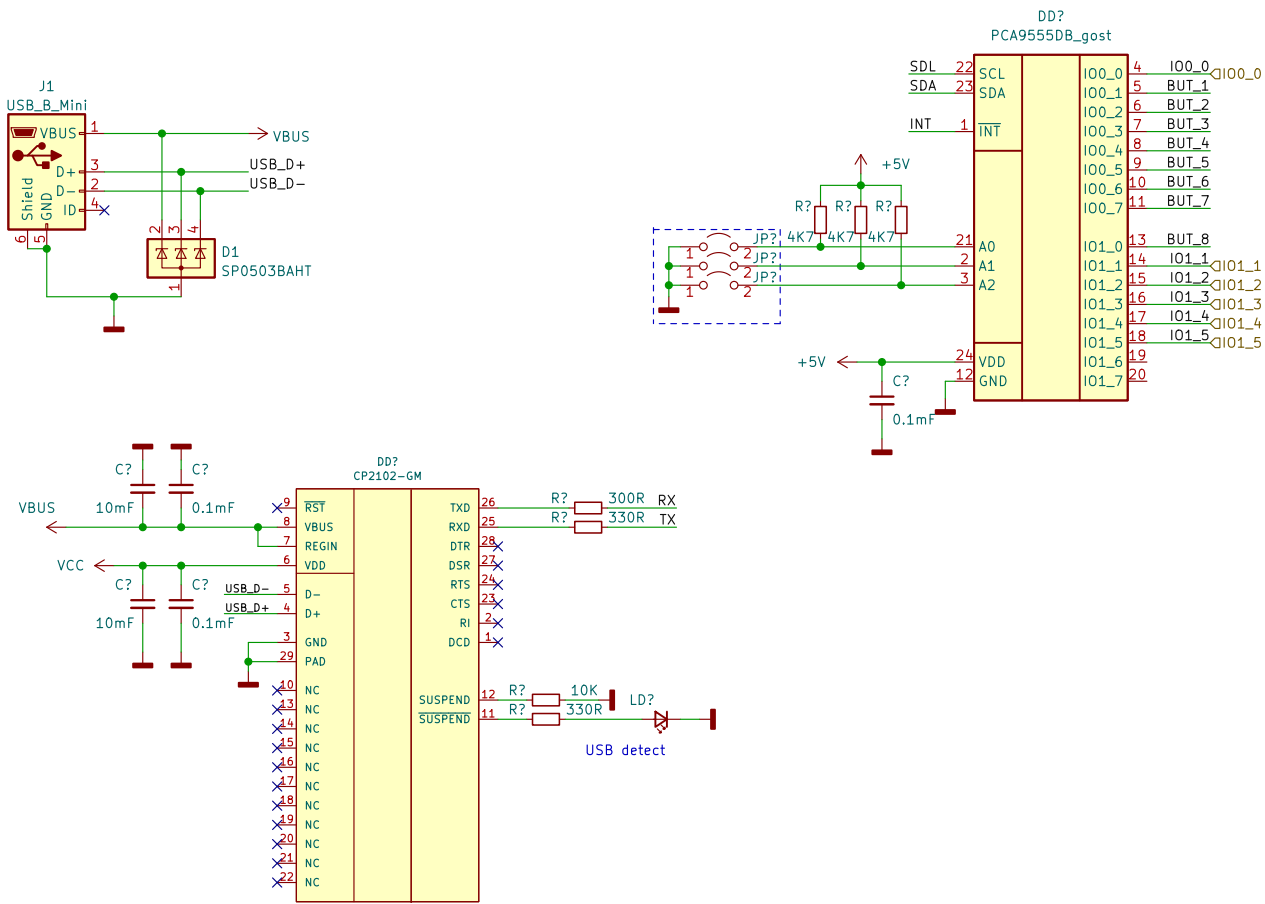 J1
USB_B_Mini
VBUS 1
VBUS
D+ 3
USB_D+
D- 2
USB_D-
ID 4
Shield
GND
6 5
2 3 4
D1
SP0503BAHT
1
DD?
PCA9555DB_gost
SDL 22 SCL
IO0_0 4 IO0_0 IO0_0
SDA 23 SDA
IO0_1 5 BUT_1
IO0_2 6 BUT_2
INT 1 INT
IO0_3 7 BUT_3
IO0_4 8 BUT_4
IO0_5 9 BUT_5
IO0_6 10 BUT_6
IO0_7 11 BUT_7
+5V
R? R? R?
4K7 4K7 4K7
1 2 JP?
21 A0
IO1_0 13 BUT_8
1 2 JP?
2 A1
IO1_1 14 IO1_1 IO1_1
1 2 JP?
3 A2
IO1_2 15 IO1_2 IO1_2
IO1_3 16 IO1_3 IO1_3
IO1_4 17 IO1_4 IO1_4
IO1_5 18 IO1_5 IO1_5
+5V
24 VDD
IO1_6 19
12 GND
IO1_7 20
C?
0.1mF
C? C?
10mF 0.1mF
VBUS
VCC
C? C?
10mF 0.1mF
DD?
CP2102-GM
9 RST
TXD 26
R? 300R RX
8 VBUS
RXD 25
R? 330R TX
7 REGIN
DTR 28
6 VDD
DSR 27
RTS 24
USB_D- 5 D-
CTS 23
USB_D+ 4 D+
RI 2
3 GND
DCD 1
29 PAD
10 NC
SUSPEND 12
R? 10K
13 NC
SUSPEND 11
R? 330R
LD?
14 NC
15 NC
USB detect
16 NC
17 NC
18 NC
19 NC
20 NC
21 NC
22 NC